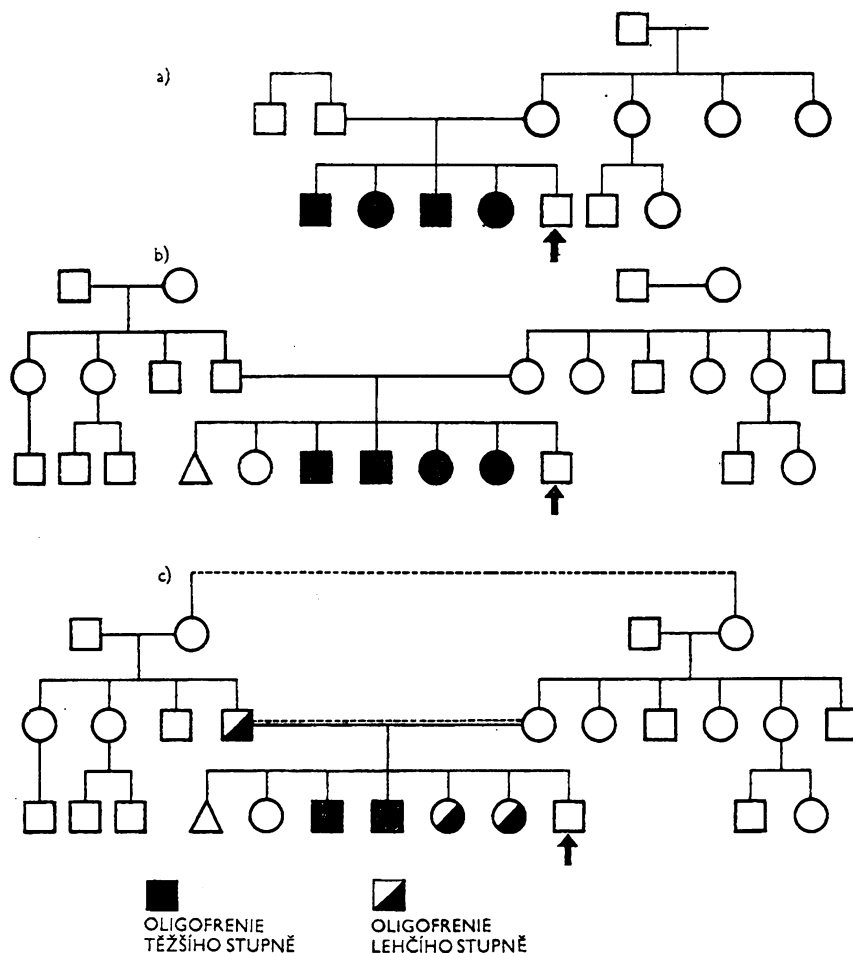 a)
b)
c)
OLIGOFRENIE
TĚŽŠÍHO STUPNĚ
OLIGOFRENIE
LEHČÍHO STUPNĚ